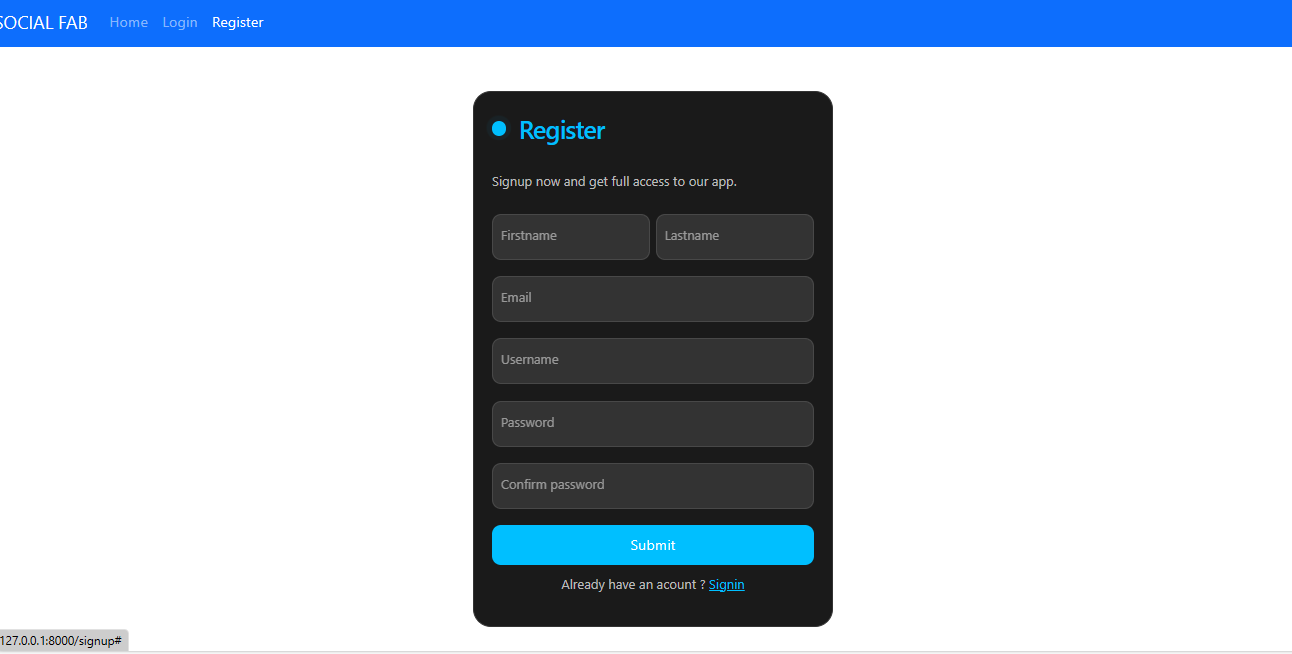 SOCIAL FAB Home Login Register
Register
Signup now and get full access to our app.
Firstname Lastname
Email
Username
Password
Confirm password
Submit
Already have an acount ? Signin
127.0.0.1:8000/signup#